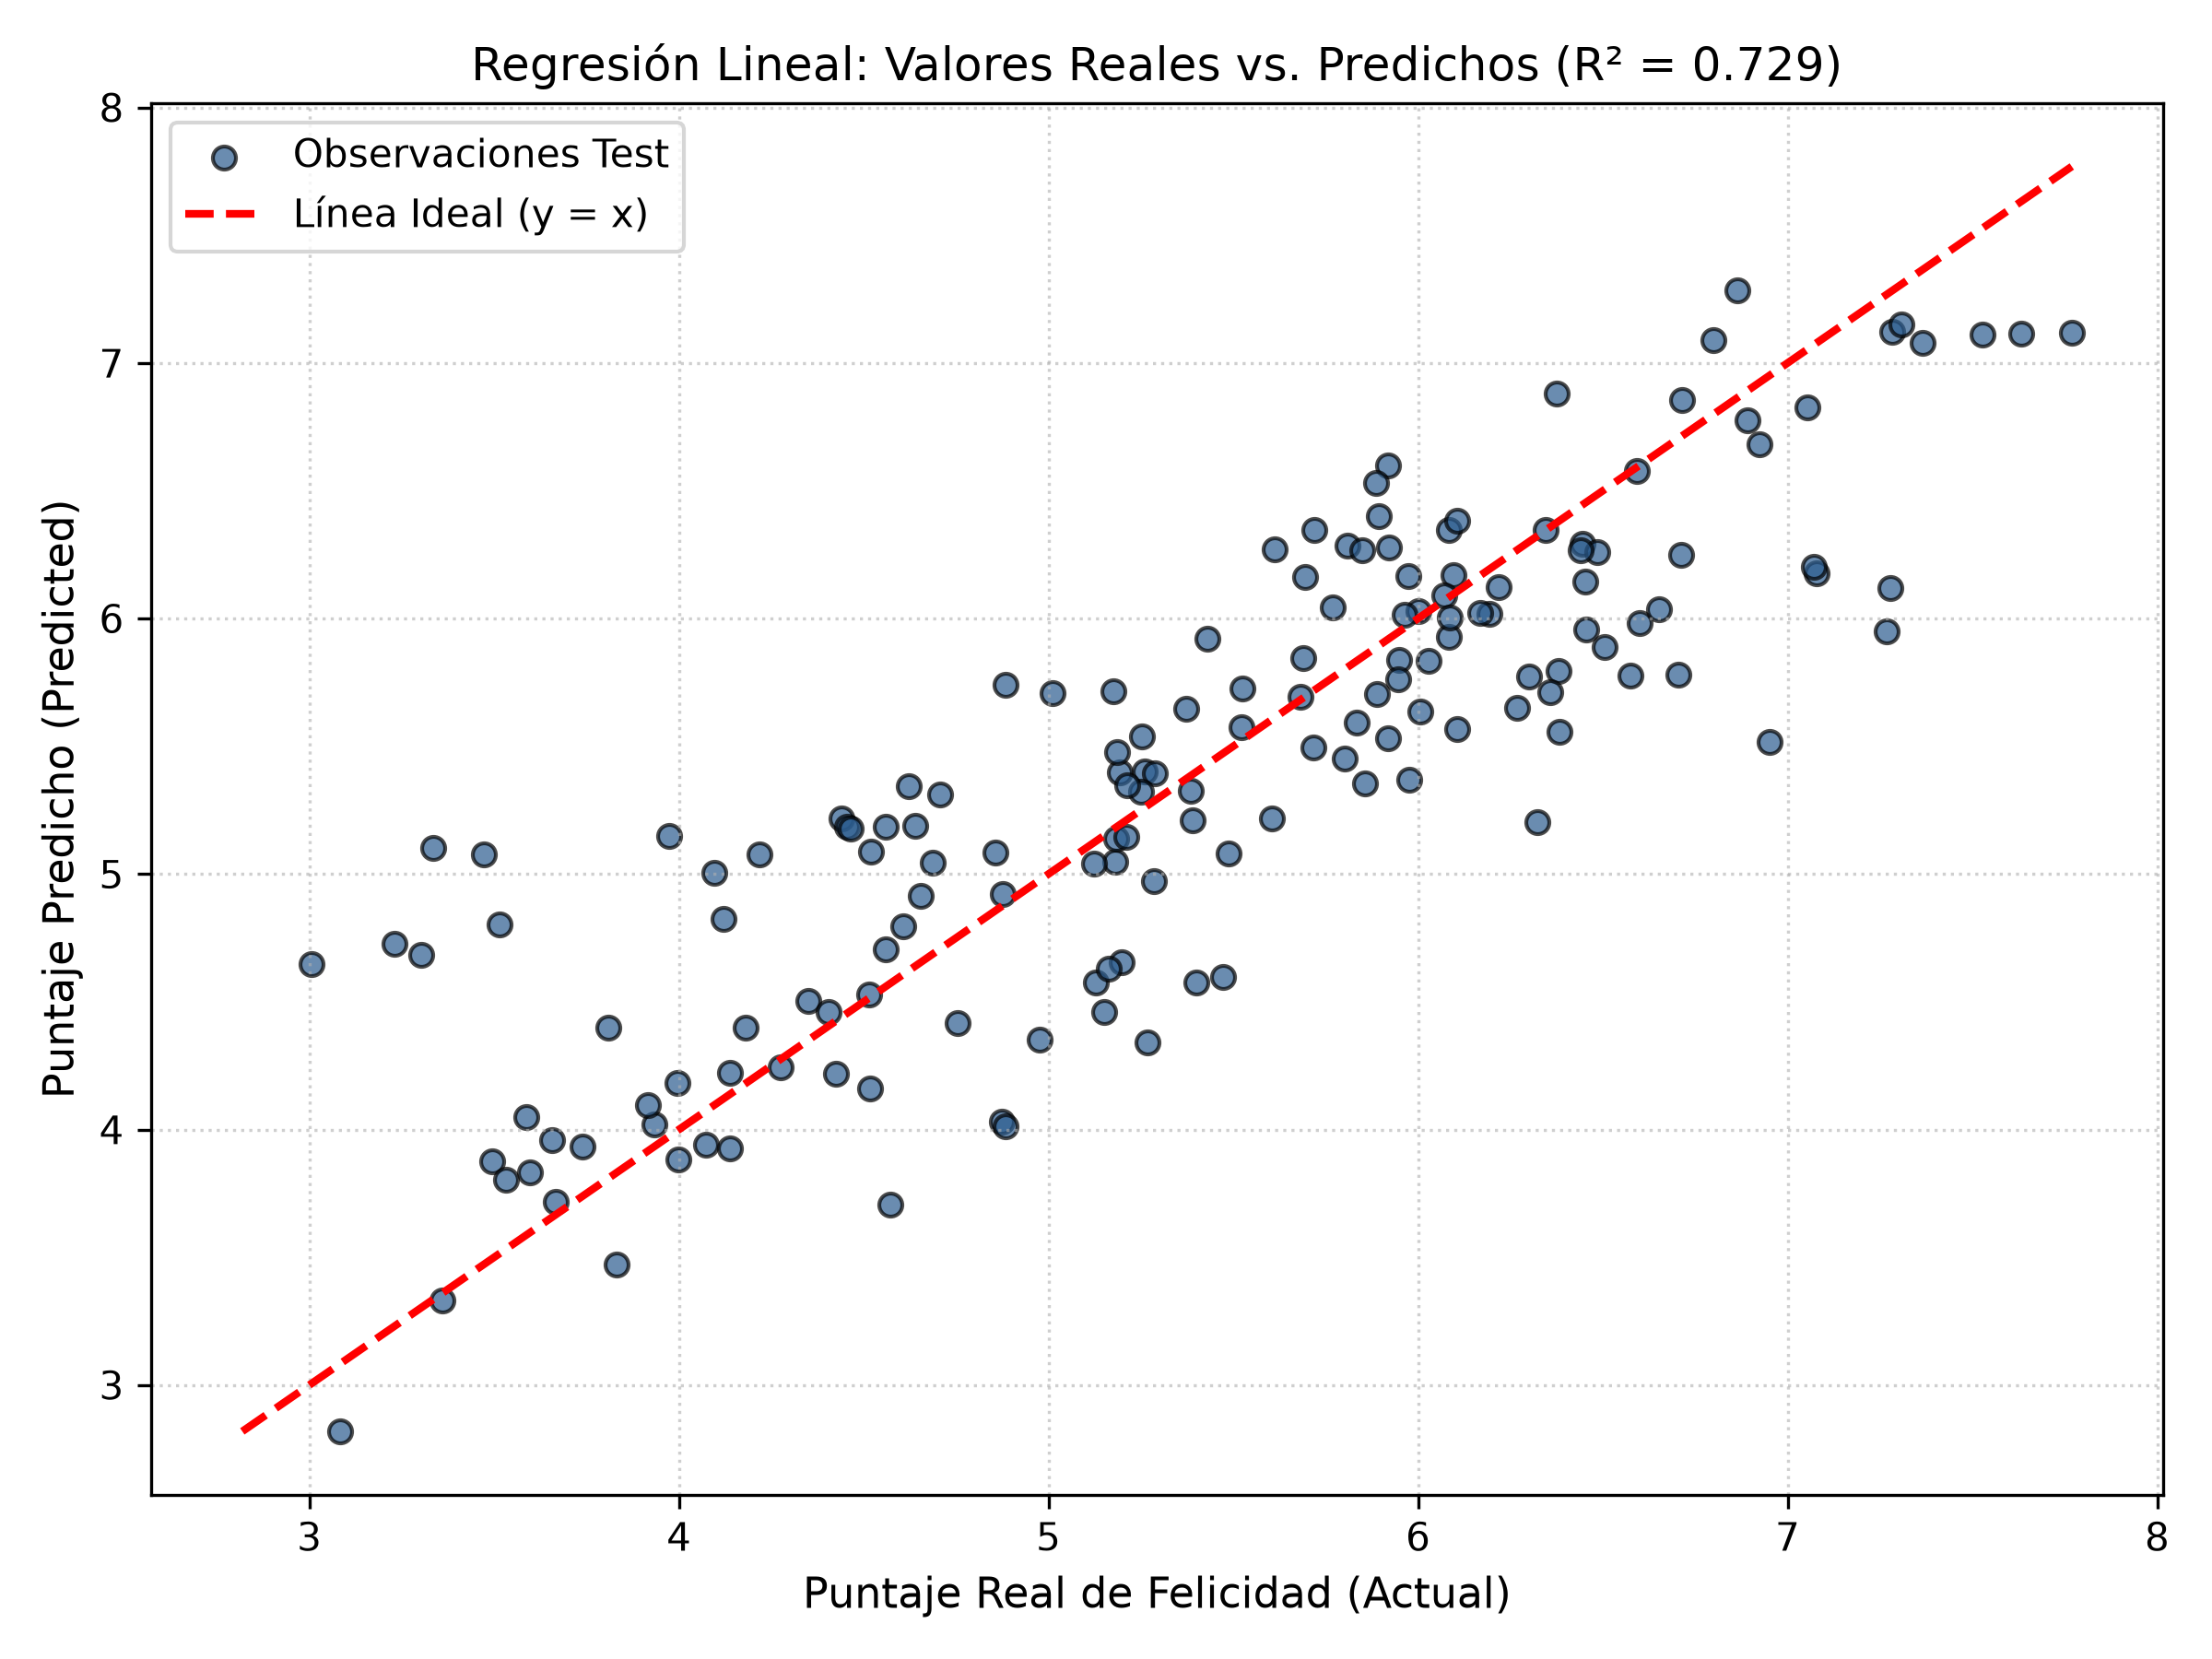 Regresión Lineal: Valores Reales vs. Predichos (R² = 0.729)
Observaciones Test
Línea Ideal (y = x)
Puntaje Predicho (Predicted)
8
7
6
5
4
3
3
4
5
6
7
8
Puntaje Real de Felicidad (Actual)